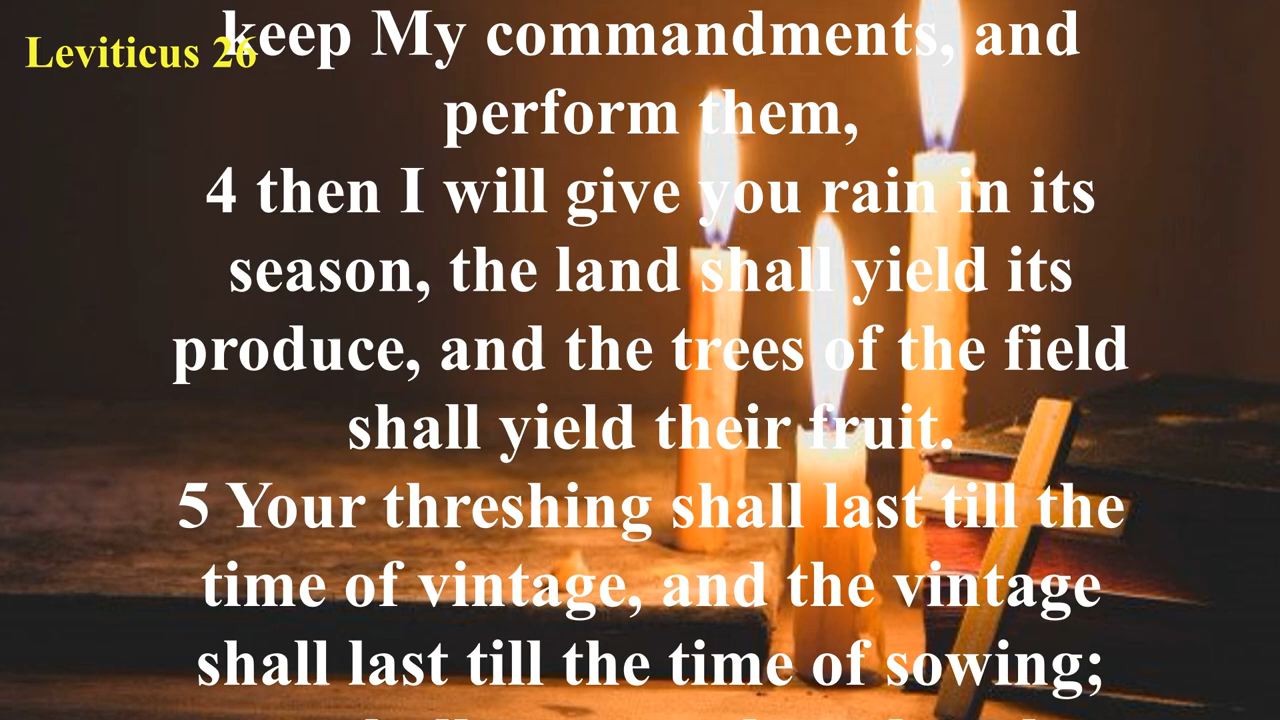 Leviticus 26
keep My commandments, and
perform them,
4 then I will give you rain in its
season, the land shall yield its
produce, and the trees of the field
shall yield their fruit.
5 Your threshing shall last till the
time of vintage, and the vintage
shall last till the time of sowing;